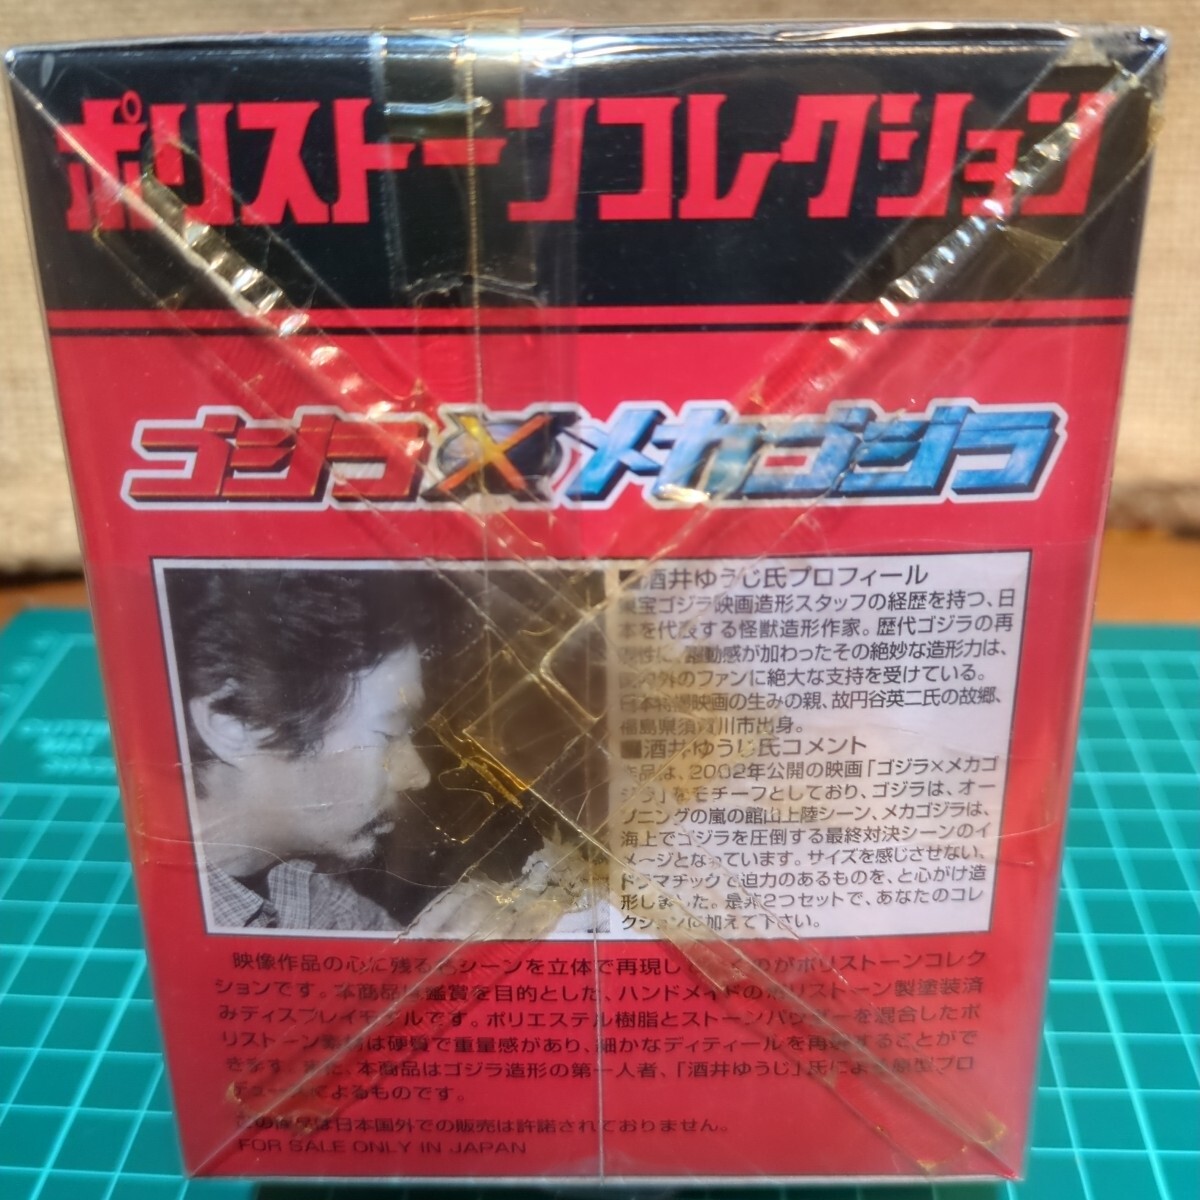 ポリストーンコレクション
ゴジラ×メカゴジラ
■酒井ゆうじ氏プロフィール
宝ゴジラ映画造形スタッフの経歴を持つ、日
本を代表する怪獣造形作家。歴代ゴジラの再
躍動感が加わったその絶妙な造形力は、
外のファンに絶大な支持を受けている。
日本特撮映画の生みの親、故円谷英二氏の故郷、
福島県須賀川市出身。
■酒井ゆうじ氏コメント
作品は、2002年公開の映画「ゴジラ×メカゴ
ジラ」をモチーフとしており、ゴジラは、オー
プニングの嵐の館山上陸シーン、メカゴジラは、
海上でゴジラを圧倒する最終対決シーンのイ
メージとなっています。サイズを感じさせない、
ドラマチックで迫力のあるものを、と心がけ造
形しました。是非2つセットで、あなたのコレ
クションに加えて下さい。
映像作品の心に残る名シーンを立体で再現し のがポリストーンコレク
ションです。本商品は鑑賞を目的とした、ハンドメイドのポリストーン製塗装済
みディスプレイモデルです。ポリエステル樹脂とストーンパウダーを混合したポ
リストーン素材は硬質で重量感があり、細かなディティールを再現することがで
きます。 本商品はゴジラ造形の第一人者、「酒井ゆうじ」氏による原型プロ
デュースによるものです。
この商品は日本国外での販売は許諾されておりません。
FOR SALE ONLY IN JAPAN